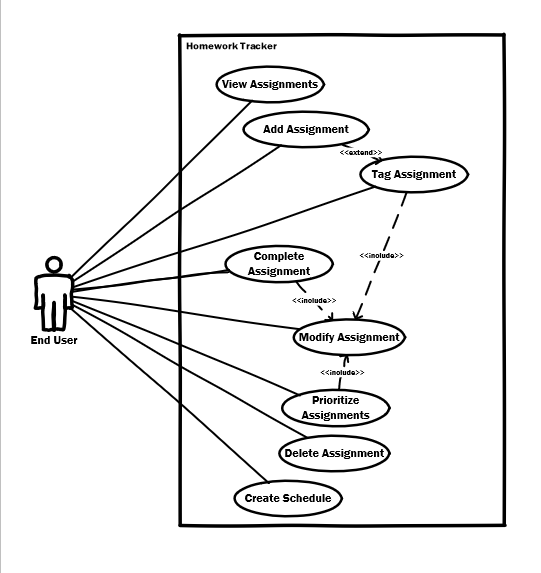 Homework Tracker
View Assignments
Add Assignment
<<extend>>
Tag Assignment
Complete
Assignment
<<include>>
<<include>>
End User
Modify Assignment
<<include>>
Prioritize
Assignments
Delete Assignment
Create Schedule